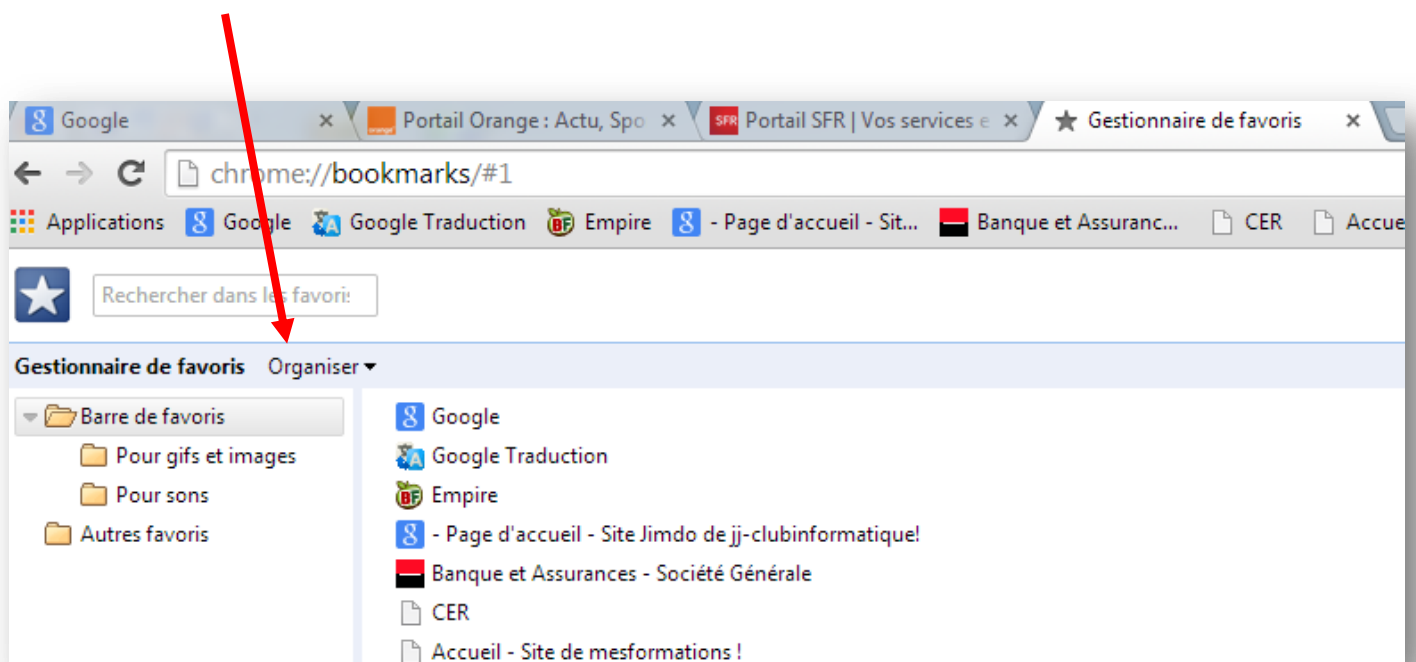 Google Portail Orange : Actu, Spo Portail SFR | Vos services e Gestionnaire de favoris
chrome://bookmarks/#1
Applications Google Google Traduction Empire - Page d'accueil - Sit... Banque et Assuranc... CER Accue
Rechercher dans les favoris
Gestionnaire de favoris Organiser
Barre de favoris
Pour gifs et images
Pour sons
Autres favoris
Google
Google Traduction
Empire
- Page d'accueil - Site Jimdo de jj-clubinformatique!
Banque et Assurances - Société Générale
CER
Accueil - Site de mesformations !